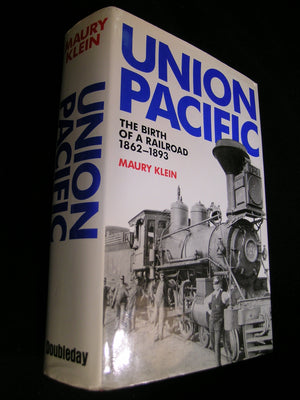 MAURY
KLEIN
UNION
PACIFIC
Doubleday
UNION
PACIFIC
THE BIRTH
OF A RAILROAD
1862–1893
MAURY KLEIN